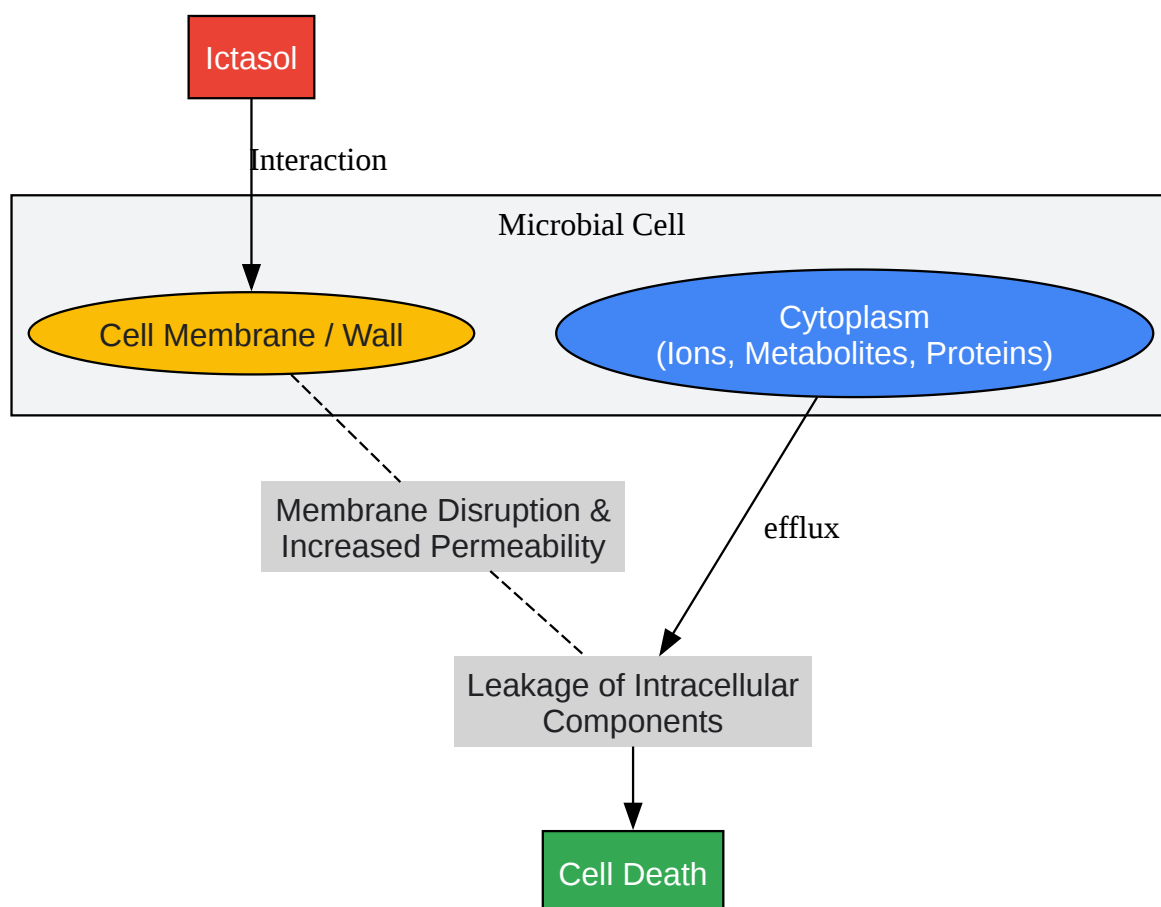 Ictasol
Interaction
Microbial Cell
Cell Membrane / Wall
Cytoplasm
(Ions, Metabolites, Proteins)
Membrane Disruption &
Increased Permeability
efflux
Leakage of Intracellular
Components
Cell Death